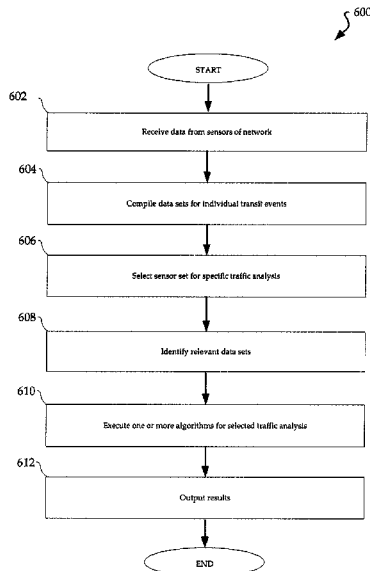 600
START
602
Receive data from sensors of network
604
Compile data sets for individual transit events
606
Select sensor set for specific traffic analysis
608
Identify relevant data sets
610
Execute one or more algorithms for selected traffic analysis
612
Output results
END